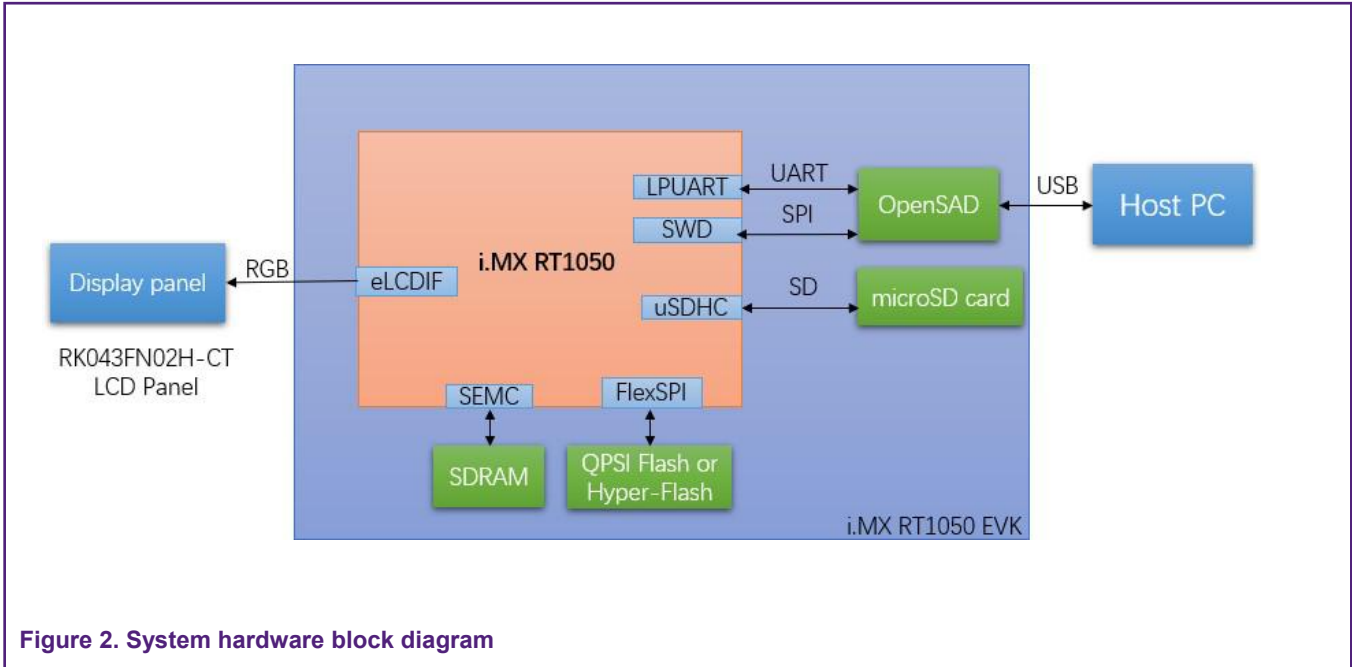 LPUART
UART
OpenSAD
USB
Host PC
SWD
SPI
i.MX RT1050
Display panel
RGB
eLCDIF
uSDHC
SD
microSD card
RK043FN02H-CT
LCD Panel
SEMC
FlexSPI
SDRAM
QPSI Flash or
Hyper-Flash
i.MX RT1050 EVK
Figure 2. System hardware block diagram